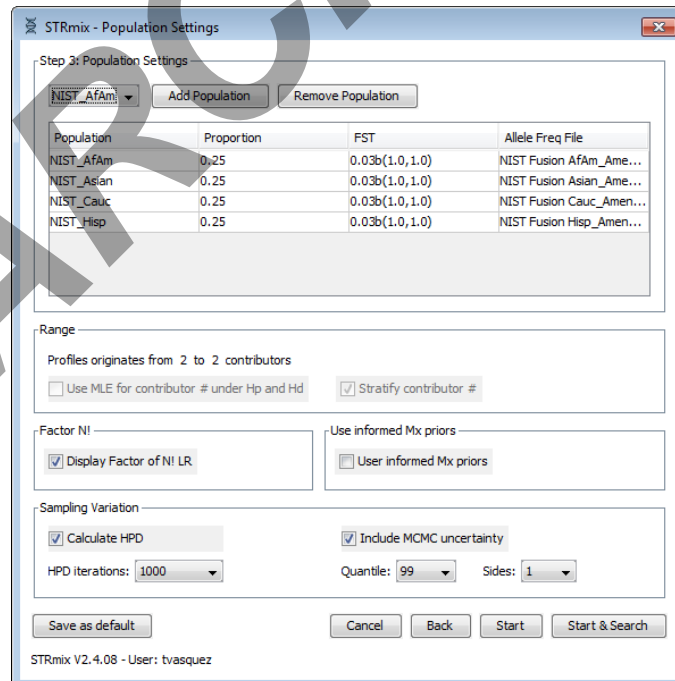 STRmix - Population Settings
Step 3: Population Settings
NIST_AfAm Add Population Remove Population
Population Proportion FST Allele Freq File
NIST_AfAm 0.25 0.03b(1.0,1.0) NIST Fusion AfAm_Ame...
NIST_Asian 0.25 0.03b(1.0,1.0) NIST Fusion Asian_Ame...
NIST_Cauc 0.25 0.03b(1.0,1.0) NIST Fusion Cauc_Amen...
NIST_Hisp 0.25 0.03b(1.0,1.0) NIST Fusion Hisp_Amen...
Range
Profiles originates from 2 to 2 contributors
Use MLE for contributor # under Hp and Hd Stratify contributor #
Factor N! Use informed Mx priors
Display Factor of N! LR User informed Mx priors
Sampling Variation
Calculate HPD Include MCMC uncertainty
HPD iterations: 1000 Quantile: 99 Sides: 1
Save as default Cancel Back Start Start & Search
STRmix V2.4.08 - User: tvasquez